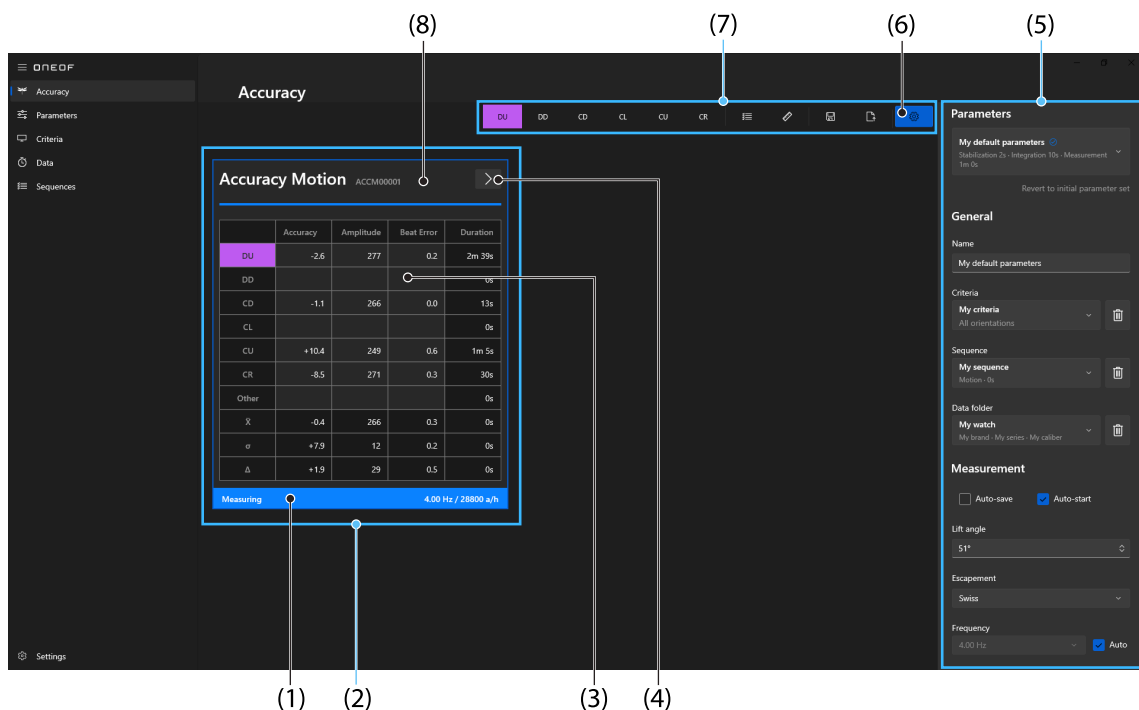 (8)
(7)
(6)
(5)
ONEOF
Accuracy
Parameters
Criteria
Data
Sequences
Settings
Accuracy
DU DD CD CL CU CR
Accuracy Motion ACCM00001
Accuracy Amplitude Beat Error Duration
DU -2.6 277 0.2 2m 39s
DD 0s
CD -1.1 266 0.0 13s
CL 0s
CU +10.4 249 0.6 1m 5s
CR -8.5 271 0.3 30s
Other 0s
X̄ -0.4 266 0.3 0s
σ +7.9 12 0.2 0s
Δ +1.9 29 0.5 0s
Measuring 4.00 Hz / 28800 a/h
Parameters
My default parameters
Stabilization 2s - Integration 10s - Measurement
1m 0s
Revert to initial parameter set
General
Name
My default parameters
Criteria
My criteria
All orientations
Sequence
My sequence
Motion - 0s
Data folder
My watch
My brand - My series - My caliber
Measurement
Auto-save Auto-start
Lift angle
51°
Escapement
Swiss
Frequency
4.00 Hz Auto
(1)
(2)
(3)
(4)